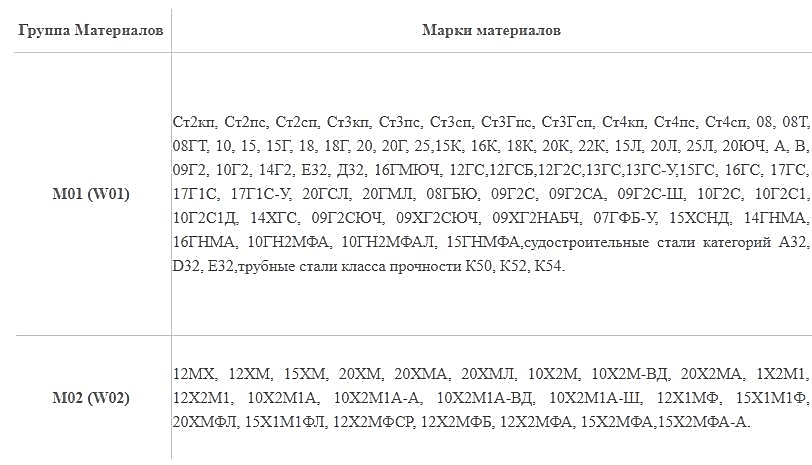 Группа Материалов
Марки материалов
М01 (W01)
Ст2кп, Ст2пс, Ст2сп, Ст3кп, Ст3пс, Ст3сп, Ст3Гпс, Ст3Гсп, Ст4кп, Ст4пс, Ст4сп, 08, 08Т,
08ГТ, 10, 15, 15Г, 18, 18Г, 20, 20Г, 25,15К, 16К, 18К, 20К, 22К, 15Л, 20Л, 25Л, 20ЮЧ, А, В,
09Г2, 10Г2, 14Г2, Е32, Д32, 16ГМЮЧ, 12ГС,12ГСБ,12Г2С,13ГС,13ГС-У,15ГС, 16ГС, 17ГС,
17Г1С, 17Г1С-У, 20ГСЛ, 20ГМЛ, 08ГБЮ, 09Г2С, 09Г2СА, 09Г2С-Ш, 10Г2С, 10Г2С1,
10Г2С1Д, 14ХГС, 09Г2СЮЧ, 09ХГ2СЮЧ, 09ХГ2НАБЧ, 07ГФБ-У, 15ХСНД, 14ГНМА,
16ГНМА, 10ГН2МФА, 10ГН2МФАЛ, 15ГНМФА,судостроительные стали категорий А32,
D32, Е32,трубные стали класса прочности К50, К52, К54.
М02 (W02)
12МХ, 12ХМ, 15ХМ, 20ХМ, 20ХМА, 20ХМЛ, 10Х2М, 10Х2М-ВД, 20Х2МА, 1Х2М1,
12Х2М1, 10Х2М1А, 10Х2М1А-А, 10Х2М1А-ВД, 10Х2М1А-Ш, 12Х1МФ, 15Х1М1Ф,
20ХМФЛ, 15Х1М1ФЛ, 12Х2МФСР, 12Х2МФБ, 12Х2МФА, 15Х2МФА,15Х2МФА-А.